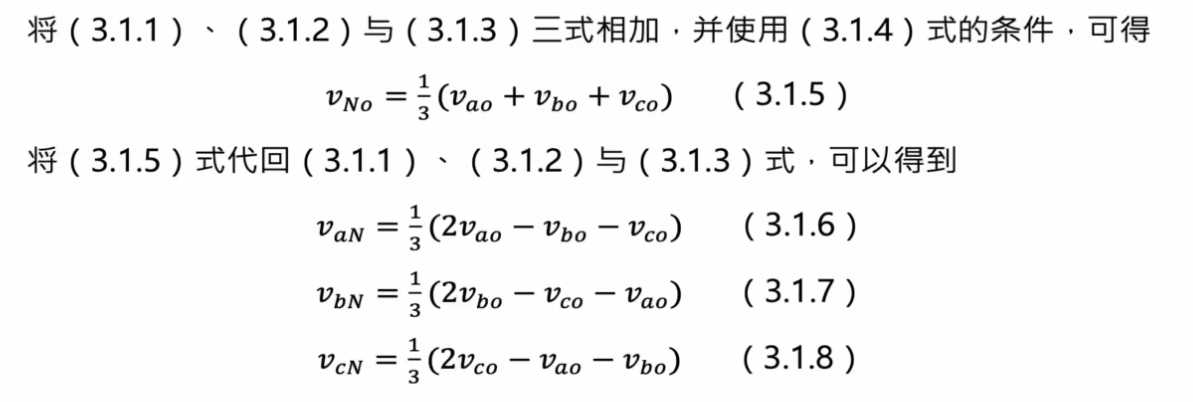 将（3.1.1）、（3.1.2）与（3.1.3）三式相加，并使用（3.1.4）式的条件，可得
v_{No} = \frac{1}{3}(v_{ao} + v_{bo} + v_{co}) （3.1.5）
将（3.1.5）式代回（3.1.1）、（3.1.2）与（3.1.3）式，可以得到
v_{aN} = \frac{1}{3}(2v_{ao} − v_{bo} − v_{co}) （3.1.6）
v_{bN} = \frac{1}{3}(2v_{bo} − v_{co} − v_{ao}) （3.1.7）
v_{cN} = \frac{1}{3}(2v_{co} − v_{ao} − v_{bo}) （3.1.8）